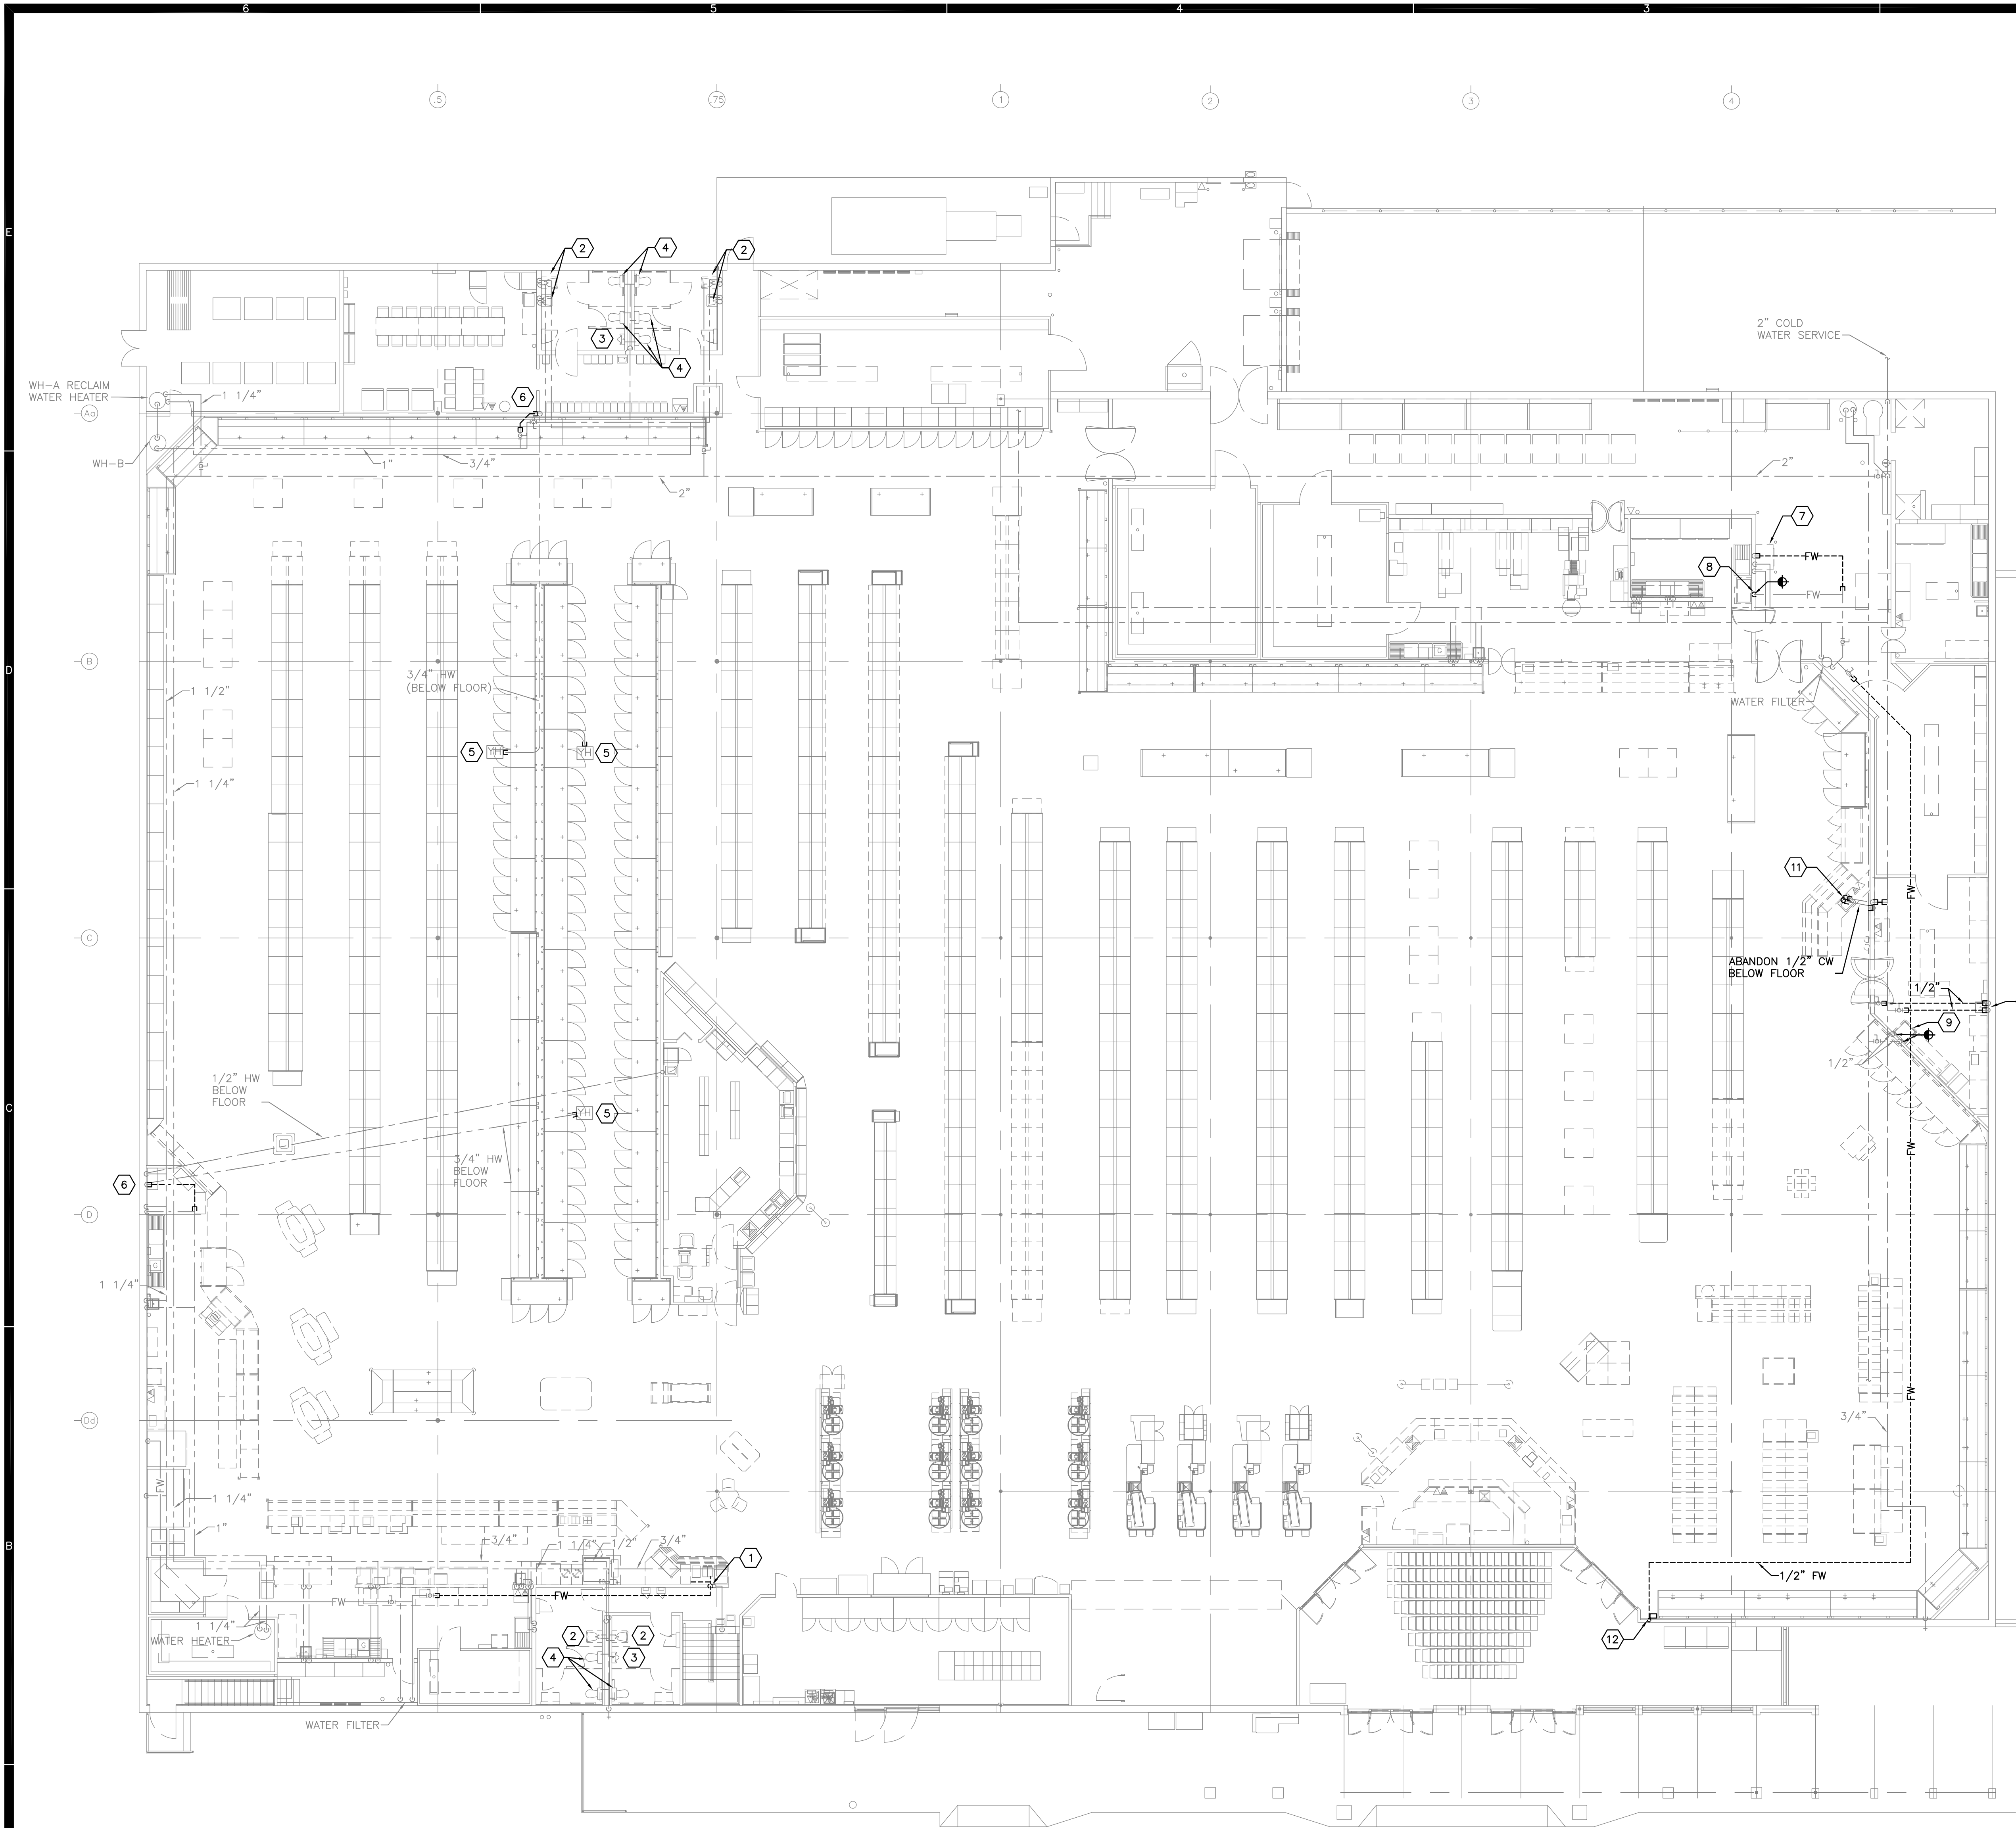 6
5
4
3
.5
.75
1
2
3
4
E
2
4
2
3
4
2" COLD
WATER SERVICE
WH-A RECLAIM
WATER HEATER
1 1/4"
6
Aa
WH-B
1"
3/4"
2"
2"
7
FW
8
FW
B
D
3/4" HW
(BELOW FLOOR)
1 1/2"
WATER FILTER
5
YH
YH
5
1 1/4"
11
FW
C
ABANDON 1/2" CW
BELOW FLOOR
1/2"
9
1/2"
1/2" HW
BELOW
FLOOR
C
YH
5
FW
3/4" HW
BELOW
FLOOR
6
D
G
1 1/4"
FW
Dd
3/4"
FW
1 1/4"
1"
3/4"
1 1/4"
1/2"
3/4"
B
1
FW
FW
1/2" FW
1 1/4"
WATER HEATER
G
2
2
12
4
3
WATER FILTER